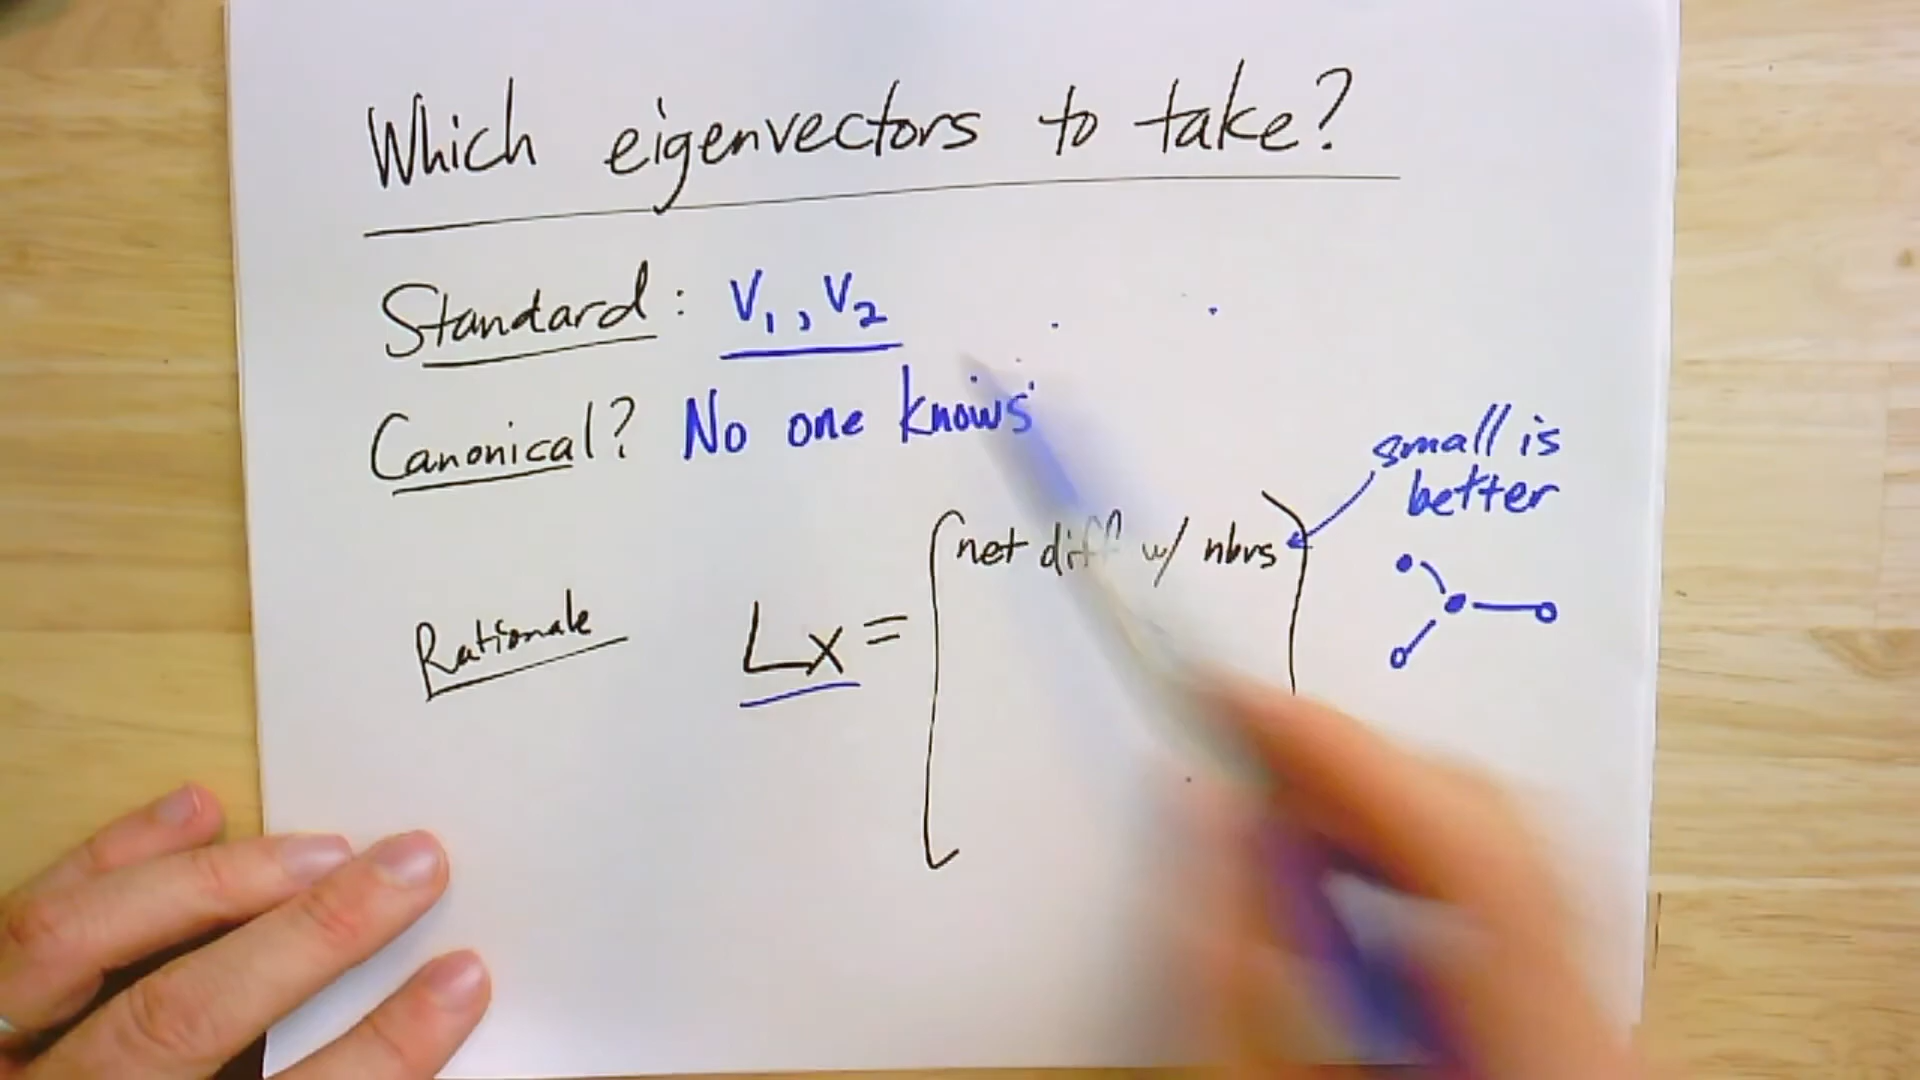 Which eigenvectors to take?
Standard: V₁, V₂
Canonical? No one knows
small is
better
net diff w/ nbrs
Rationale Lx =